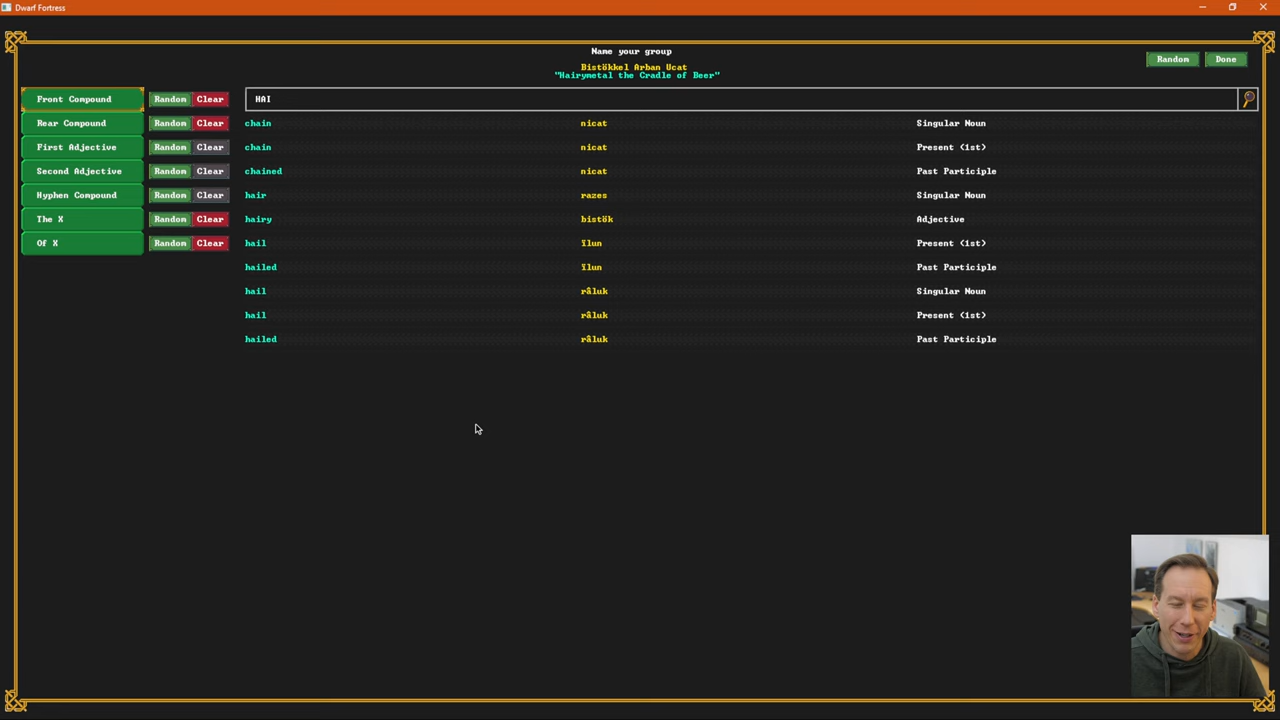 Dwarf Fortress
Name your group
Bistökkel Arban Ucat
"Hairymetal the Cradle of Beer"
Random Done
Front Compound Random Clear HAI
Rear Compound Random Clear chain nicat Singular Noun
First Adjective Random Clear chain nicat Present (1st)
Second Adjective Random Clear chained nicat Past Participle
Hyphen Compound Random Clear hair razes Singular Noun
The X Random Clear hairy bistök Adjective
Of X Random Clear hail ïlun Present (1st)
hailed ïlun Past Participle
hail râluk Singular Noun
hail râluk Present (1st)
hailed râluk Past Participle